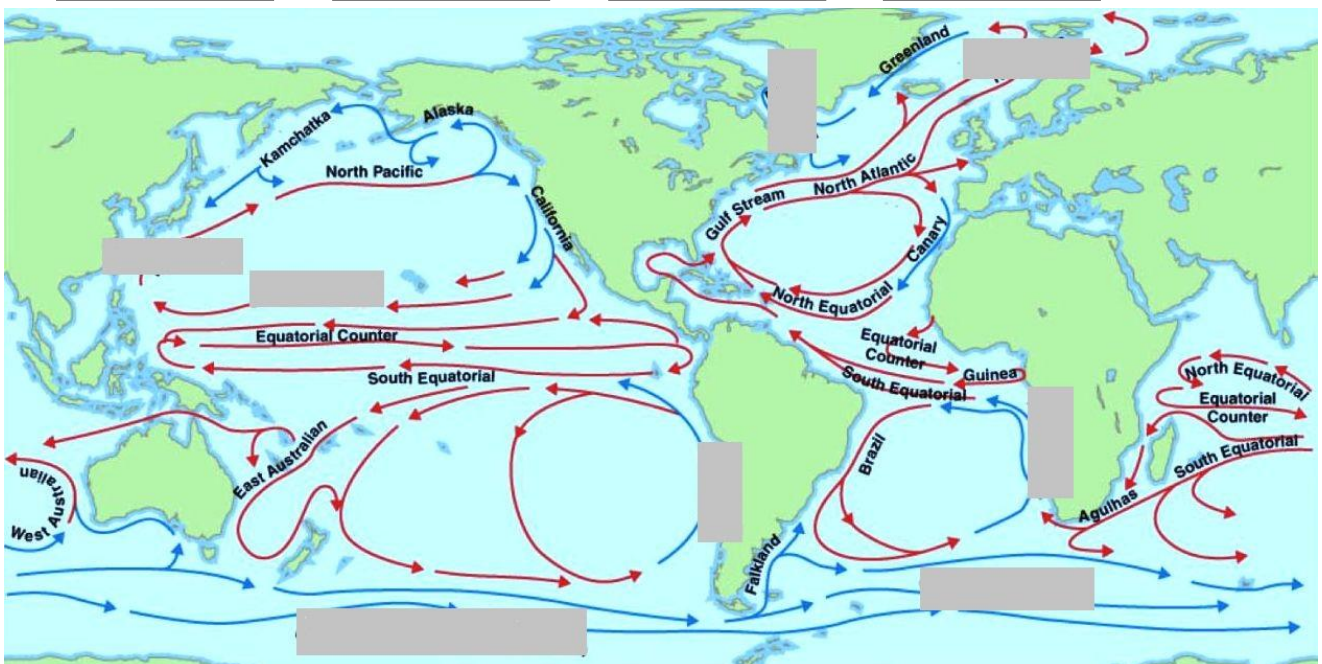 Greenland
Alaska
Kamchatka
North Pacific
California
Gulf Stream
North Atlantic
Canary
North Equatorial
Equatorial Counter
South Equatorial
Equatorial
Counter
Guinea
South Equatorial
North Equatorial
Equatorial
Counter
South Equatorial
East Australian
West Australian
Brazil
Agulhas
Falkland